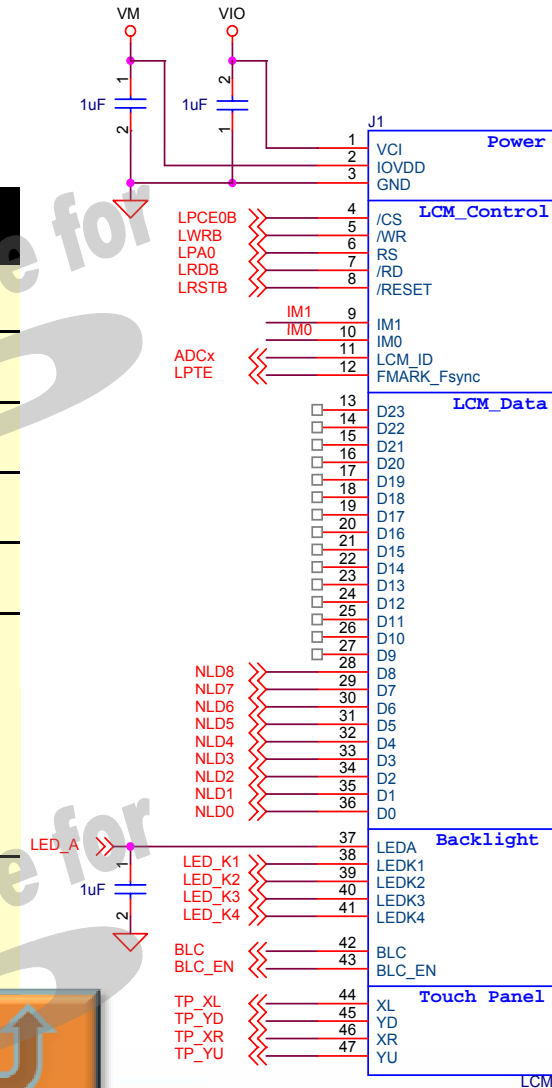 VM VIO
1uF 1 2 1uF 2 1
J1
1 VCI Power
2 IOVDD
3 GND
LPCE0B 4 /CS LCM_Control
LWRB 5 /WR
LPA0 6 RS
LRDB 7 /RD
LRSTB 8 /RESET
IM1 9 IM1
IM0 10 IM0
ADCx 11 LCM_ID
LPTE 12 FMARK_Fsync
13 D23 LCM_Data
14 D22
15 D21
16 D20
17 D19
18 D18
19 D17
20 D16
21 D15
22 D14
23 D13
24 D12
25 D11
26 D10
27 D9
NLD8 28 D8
NLD7 29 D7
NLD6 30 D6
NLD5 31 D5
NLD4 32 D4
NLD3 33 D3
NLD2 34 D2
NLD1 35 D1
NLD0 36 D0
LED_A 37 LEDA Backlight
LED_K1 38 LEDK1
LED_K2 39 LEDK2
LED_K3 40 LEDK3
LED_K4 41 LEDK4
1uF 1 2
BLC 42 BLC
BLC_EN 43 BLC_EN
TP_XL 44 XL Touch Panel
TP_YD 45 YD
TP_XR 46 XR
TP_YU 47 YU
LCM
e for
e for